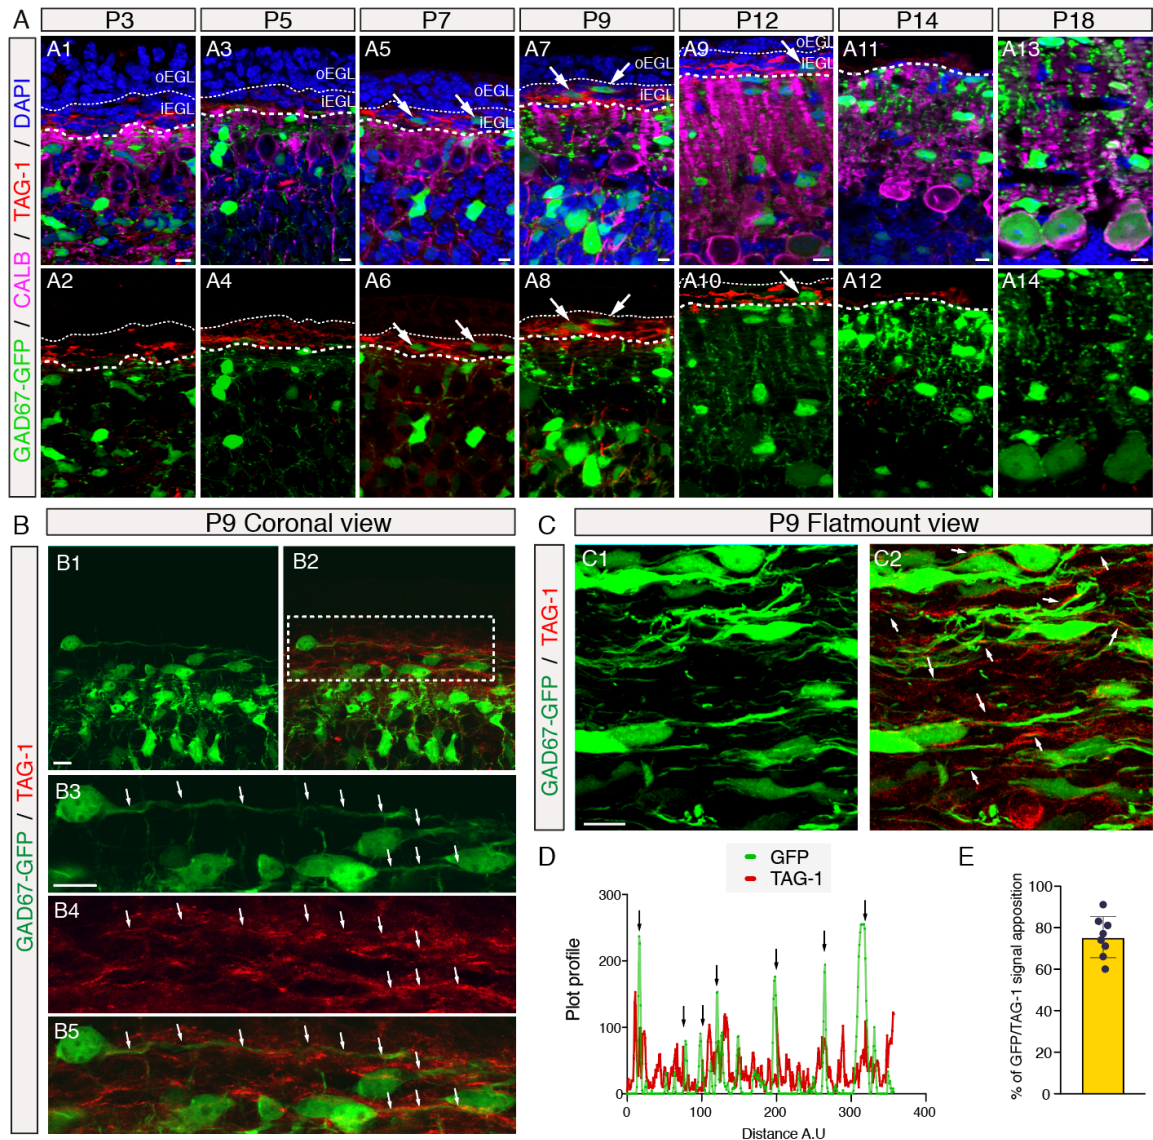 A
P3 P5 P7 P9 P12 P14 P18
GAD67-GFP / CALB / TAG-1 / DAPI
A1 A3 A5 A7 A9 A11 A13
oEGL oEGL oEGL oEGL oEGL
iEGL iEGL iEGL iEGL iEGL
A2 A4 A6 A8 A10 A12 A14
B P9 Coronal view
GAD67-GFP / TAG-1
B1 B2
B3
B4
B5
C P9 Flatmount view
GAD67-GFP / TAG-1
C1 C2
D
GFP
TAG-1
Plot profile
300
200
100
0
0 100 200 300 400
Distance A.U
E
% of GFP/TAG-1 signal apposition
100
80
60
40
20
0